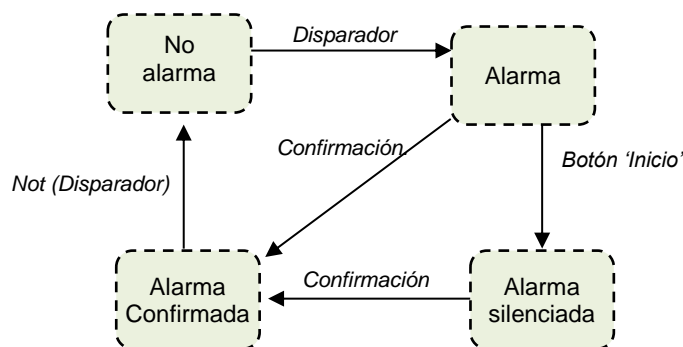 No
alarma
Disparador
Alarma
Confirmación
Botón ‘Inicio’
Not (Disparador)
Alarma
Confirmada
Confirmación
Alarma
silenciada